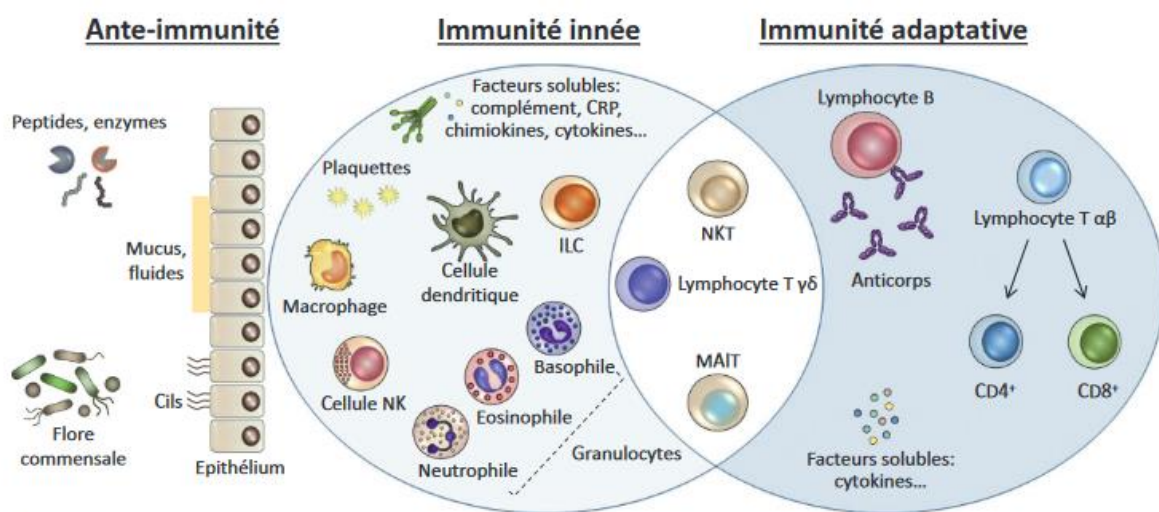 Ante-immunité
Immunité innée
Immunité adaptative
Peptides, enzymes
Mucus,
fluides
Flore
commensale
Cils
Epithélium
Facteurs solubles:
complément, CRP,
chimiokines, cytokines...
Plaquettes
Macrophage
Cellule
dendritique
ILC
Cellule NK
Basophile
Eosinophile
Neutrophile
Granulocytes
NKT
Lymphocyte T γδ
MAIT
Lymphocyte B
Anticorps
Lymphocyte T αβ
CD4⁺
CD8⁺
Facteurs solubles:
cytokines...